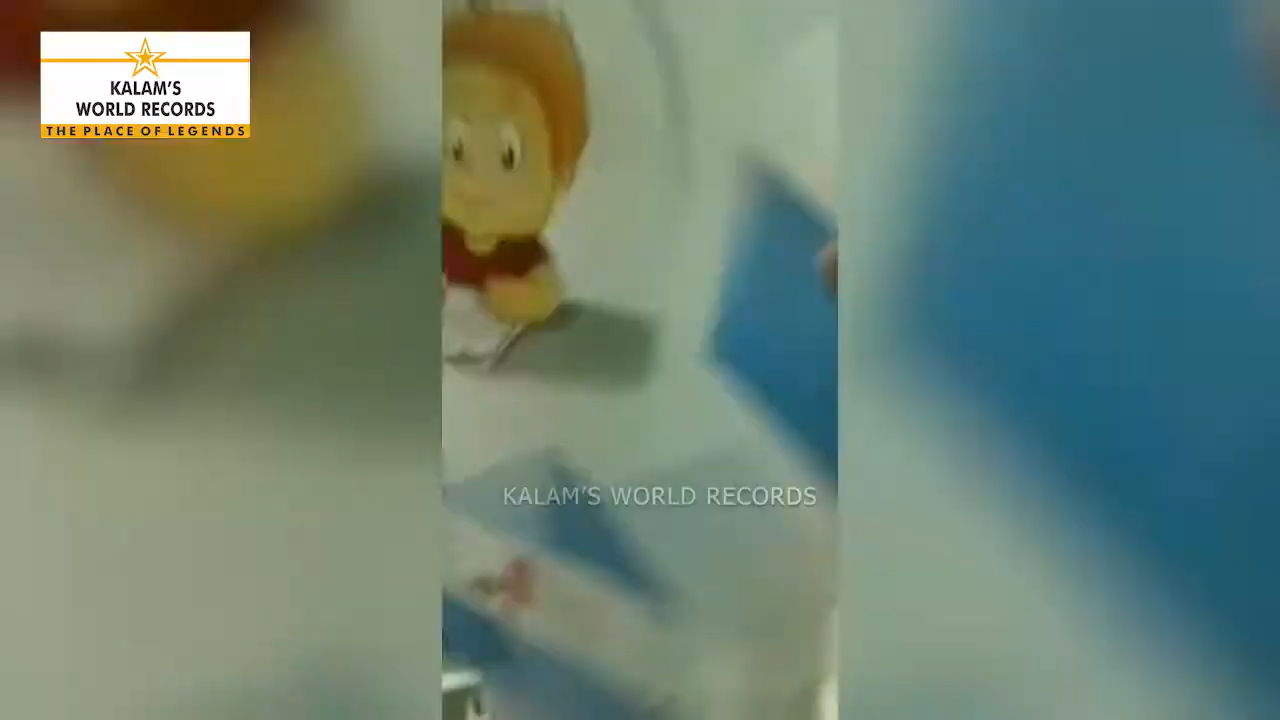 KALAM'S
WORLD RECORDS
THE PLACE OF LEGENDS
KALAM'S WORLD RECORDS